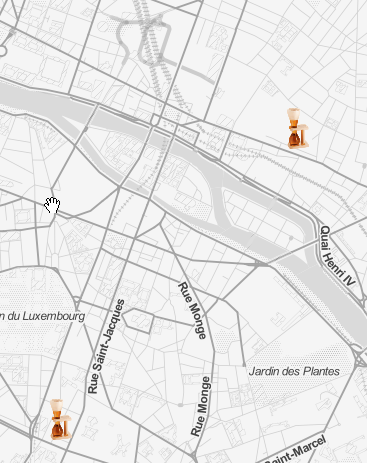 Quai Henri IV
n du Luxembourg
Rue Saint-Jacques
Rue Monge
Jardin des Plantes
Rue Monge
Saint-Marcel